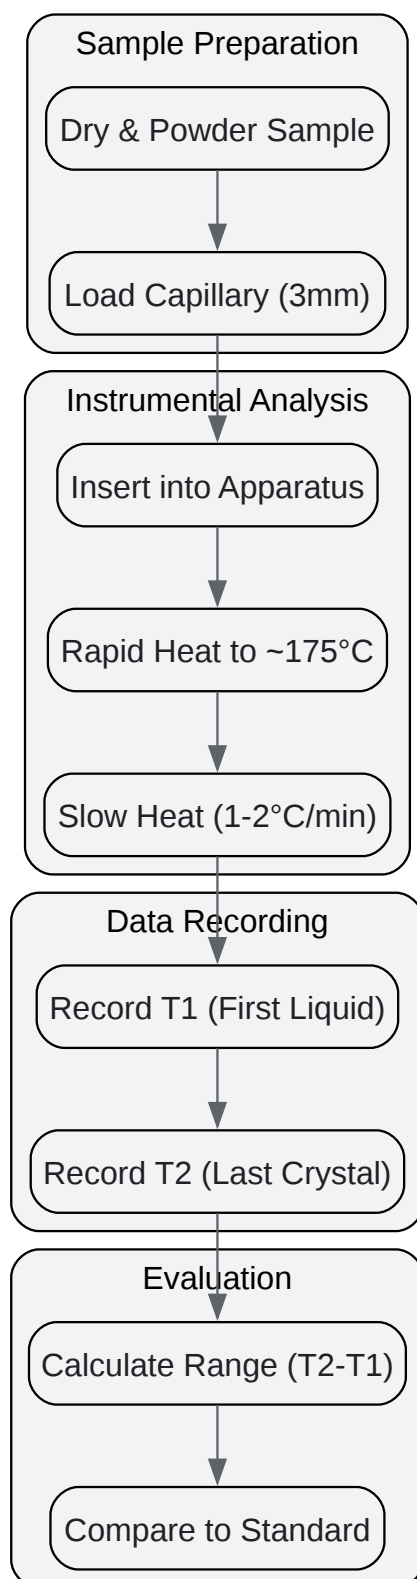 Sample Preparation
Dry & Powder Sample
Load Capillary (3mm)
Instrumental Analysis
Insert into Apparatus
Rapid Heat to ~175°C
Slow Heat (1-2°C/min)
Data Recording
Record T1 (First Liquid)
Record T2 (Last Crystal)
Evaluation
Calculate Range (T2-T1)
Compare to Standard